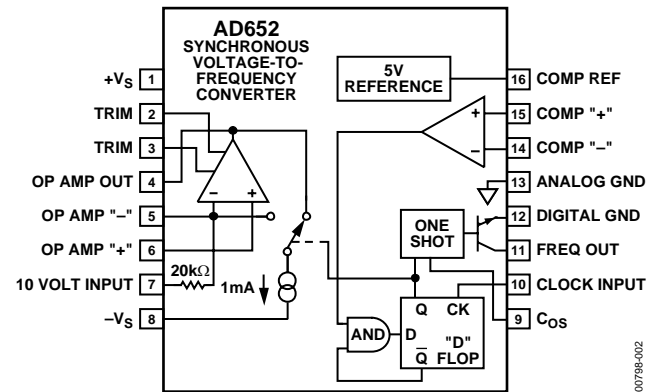 AD652
SYNCHRONOUS
VOLTAGE-TO-
FREQUENCY
CONVERTER
5V
REFERENCE
+VS 1
TRIM 2
TRIM 3
OP AMP OUT 4
OP AMP "–" 5
OP AMP "+" 6
10 VOLT INPUT 7
–VS 8
16 COMP REF
15 COMP "+"
14 COMP "–"
13 ANALOG GND
12 DIGITAL GND
11 FREQ OUT
10 CLOCK INPUT
9 COS
– +
+
–
20kΩ
1mA
ONE
SHOT
AND
Q CK
D "D"
Q̅ FLOP
00798-002